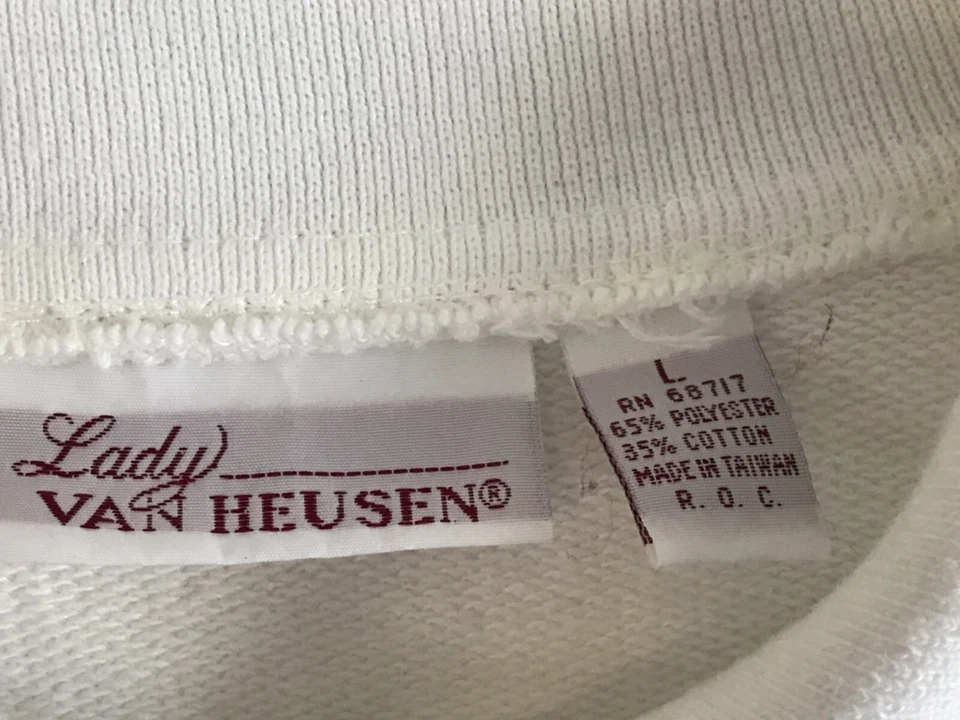 Lady
VAN HEUSEN®
L.
RN 68717
65% POLYESTER
35% COTTON
MADE IN TAIWAN
R. O. C.